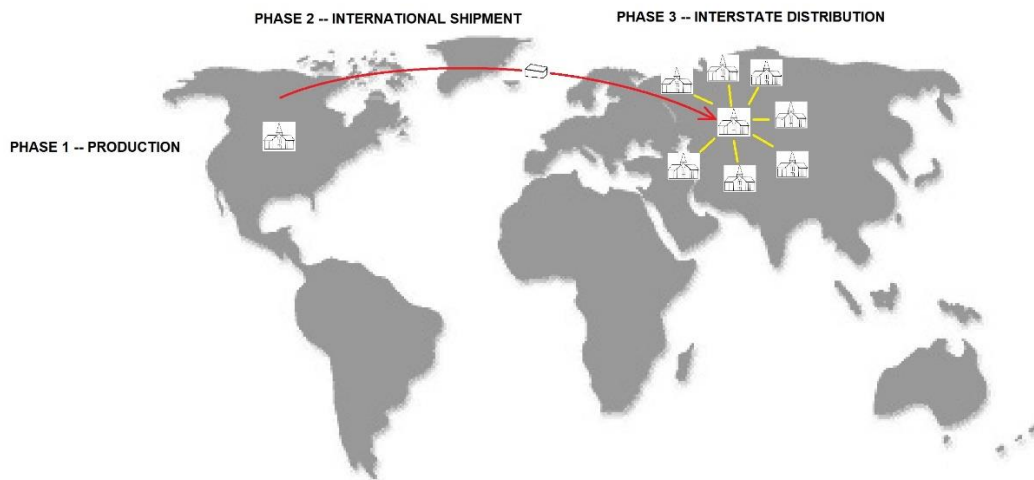 PHASE 2 -- INTERNATIONAL SHIPMENT
PHASE 3 -- INTERSTATE DISTRIBUTION
PHASE 1 -- PRODUCTION